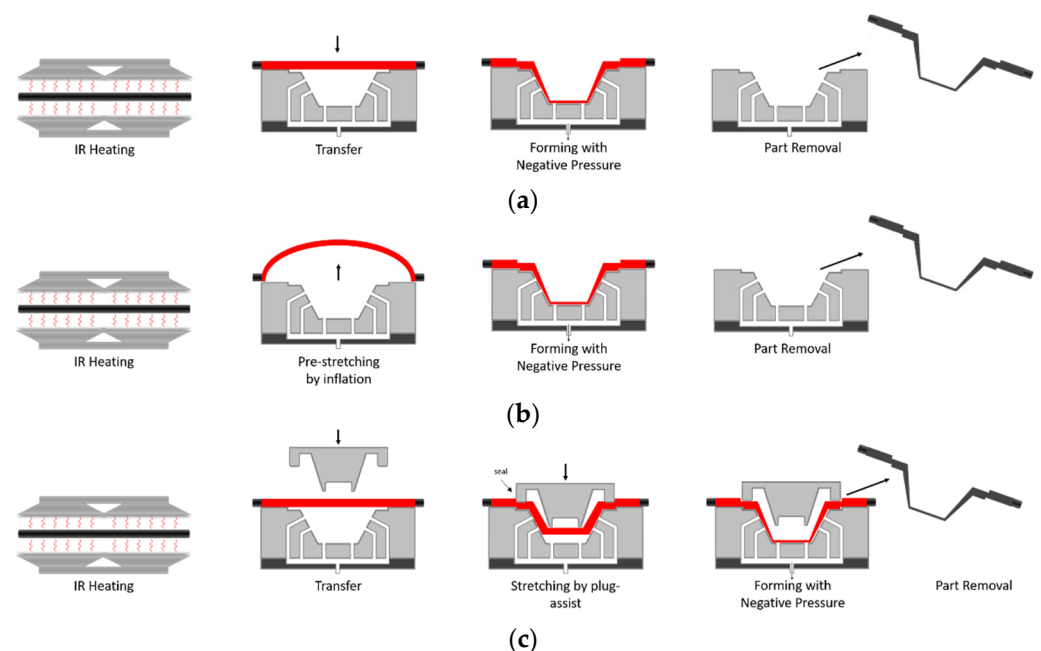 IR Heating
Transfer
Forming with
Negative Pressure
Part Removal
(a)
IR Heating
Pre-stretching
by inflation
Forming with
Negative Pressure
Part Removal
(b)
seal
IR Heating
Transfer
Stretching by plug-
assist
Forming with
Negative Pressure
Part Removal
(c)